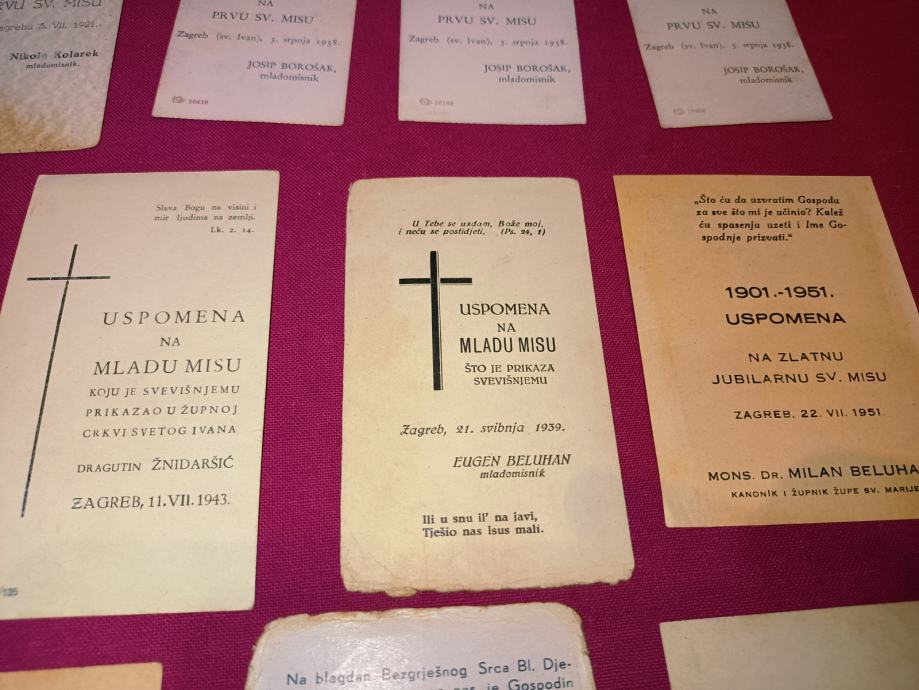 PRVU SV. MISU
Zagrebu 3. VII. 1921.
Nikola Kolarek
mladomisnik.
NA
PRVU SV. MISU
Zagreb (sv. Ivan), 3. srpnja 1938.
JOSIP BOROŠAK,
mladomisnik
NA
PRVU SV. MISU
Zagreb (sv. Ivan), 3. srpnja 1938.
JOSIP BOROŠAK,
mladomisnik
NA
PRVU SV. MISU
Zagreb (sv. Ivan), 3. srpnja 1938.
JOSIP BOROŠAK,
mladomisnik
Slava Bogu na visini i
mir ljudima na zemlji.
Lk. 2. 14.
USPOMENA
NA
MLADU MISU
KOJU JE SVEVIŠNJEMU
PRIKAZAO U ŽUPNOJ
CRKVI SVETOG IVANA
DRAGUTIN ŽNIDARŠIĆ
ZAGREB, 11. VII. 1943.
U Tebe se uzdam, Bože moj,
i neću se postidjeti. (Ps. 24, 1)
USPOMENA
NA
MLADU MISU
ŠTO JE PRIKAZA
SVEVIŠNJEMU
Zagreb, 21. svibnja 1939.
EUGEN BELUHAN
mladomisnik
Ili u snu il' na javi,
Tješio nas Isus mali.
„Što ću da uzvratim Gospodu
za sve što mi je učinio? Kalež
ću spasenja uzeti i Ime Go-
spodnje prizvati.“
1901.-1951.
USPOMENA
NA ZLATNU
JUBILARNU SV. MISU
ZAGREB, 22. VII. 1951.
MONS. DR. MILAN BELUHA
KANONIK I ŽUPNIK ŽUPE SV. MARIJE
Na blagdan Bezgrješnog Srca Bl. Dje-
je Gospodin